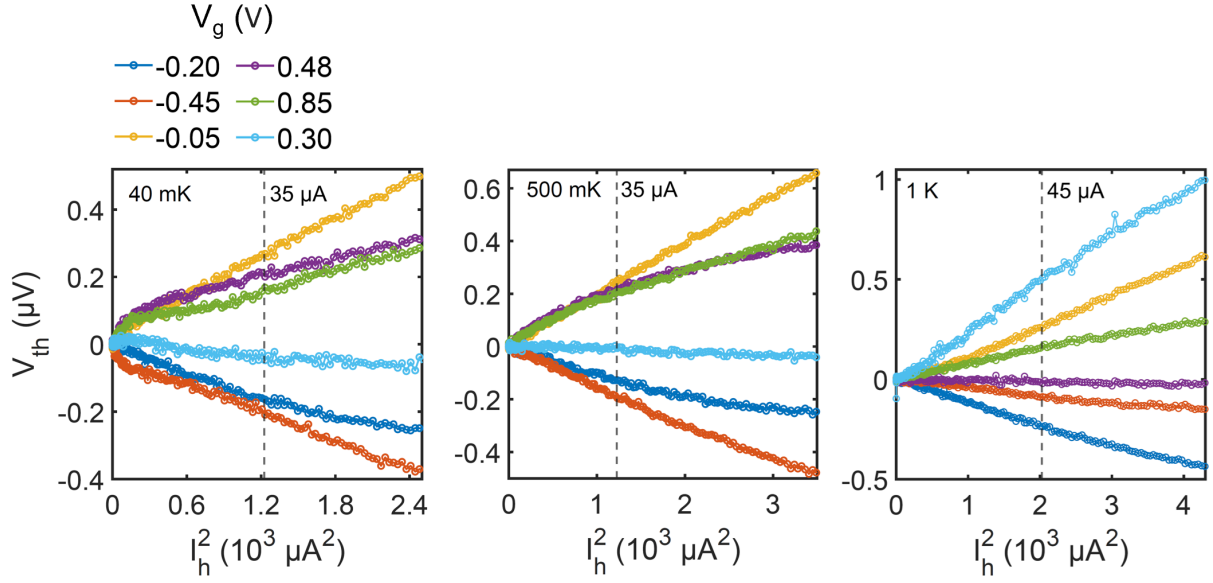 V_g (V)
-0.20 0.48
-0.45 0.85
-0.05 0.30
40 mK 35 µA
500 mK 35 µA
1 K 45 µA
V_th (µV)
0.4
0.2
0
-0.2
-0.4
0 0.6 1.2 1.8 2.4
I_h^2 (10^3 µA^2)
0.6
0.4
0.2
0
-0.2
-0.4
0 1 2 3
I_h^2 (10^3 µA^2)
1
0.5
0
-0.5
0 1 2 3 4
I_h^2 (10^3 µA^2)